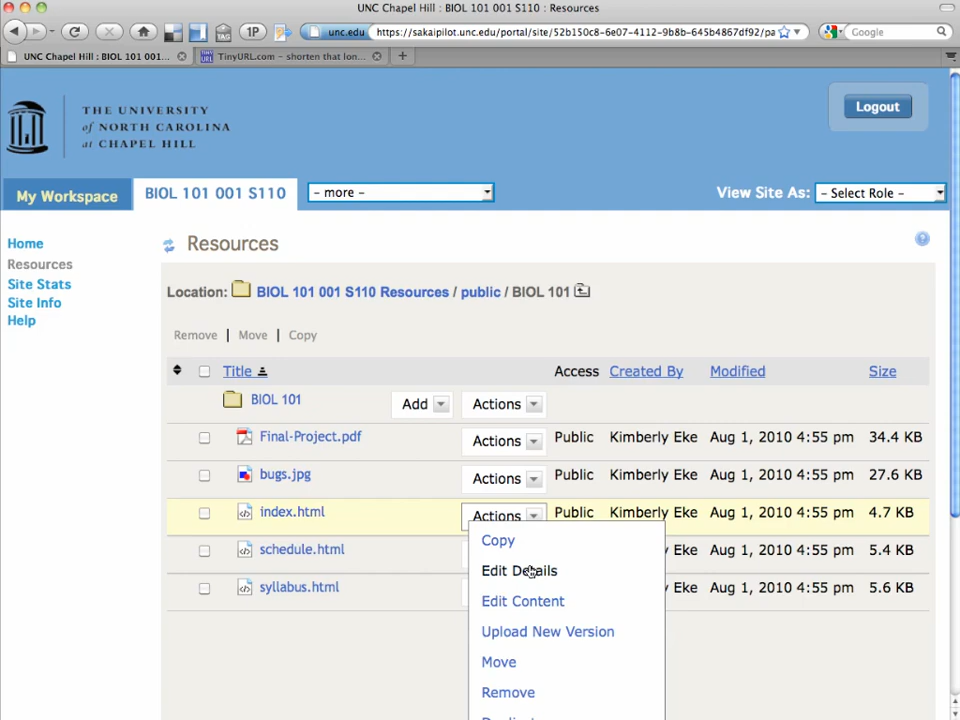 UNC Chapel Hill : BIOL 101 001 S110 : Resources
1P
unc.edu
https://sakaipilot.unc.edu/portal/site/52b150c8-6e07-4112-9b8b-645b4867df92/pa
Google
UNC Chapel Hill : BIOL 101 001...
TinyURL.com – shorten that lon...
THE UNIVERSITY
of NORTH CAROLINA
at CHAPEL HILL
Logout
My Workspace
BIOL 101 001 S110
– more –
View Site As:
– Select Role –
Home
Resources
Site Stats
Site Info
Help
Resources
Location: BIOL 101 001 S110 Resources / public / BIOL 101
Remove | Move | Copy
Title Access Created By Modified Size
BIOL 101 Add Actions
Final-Project.pdf Actions Public Kimberly Eke Aug 1, 2010 4:55 pm 34.4 KB
bugs.jpg Actions Public Kimberly Eke Aug 1, 2010 4:55 pm 27.6 KB
index.html Actions Public Kimberly Eke Aug 1, 2010 4:55 pm 4.7 KB
schedule.html Eke Aug 1, 2010 4:55 pm 5.4 KB
syllabus.html Eke Aug 1, 2010 4:55 pm 5.6 KB
Copy
Edit Details
Edit Content
Upload New Version
Move
Remove